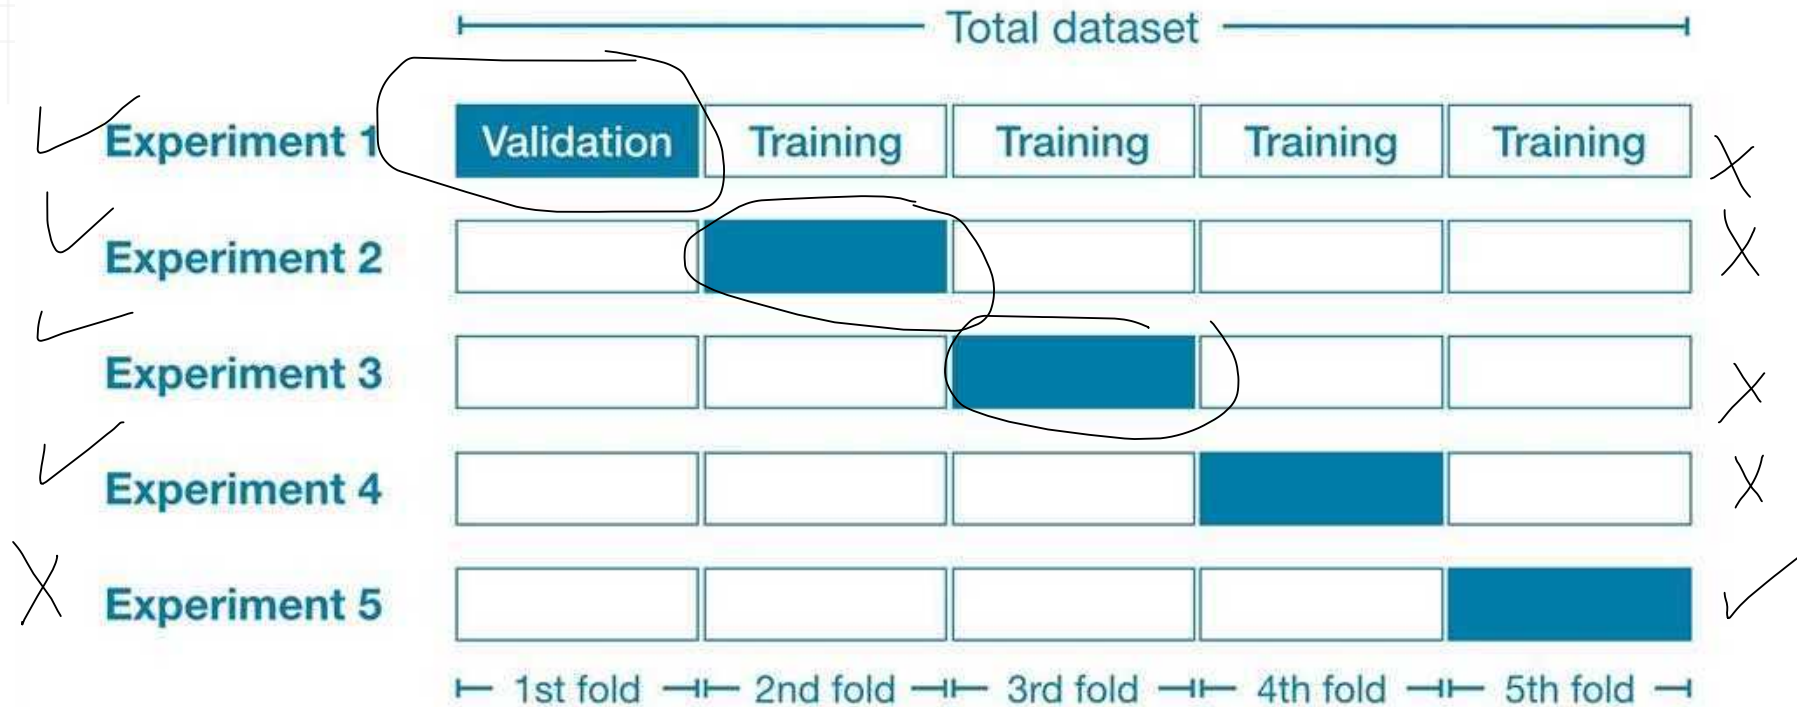 Total dataset
Experiment 1 Validation Training Training Training Training
Experiment 2
Experiment 3
Experiment 4
Experiment 5
1st fold 2nd fold 3rd fold 4th fold 5th fold